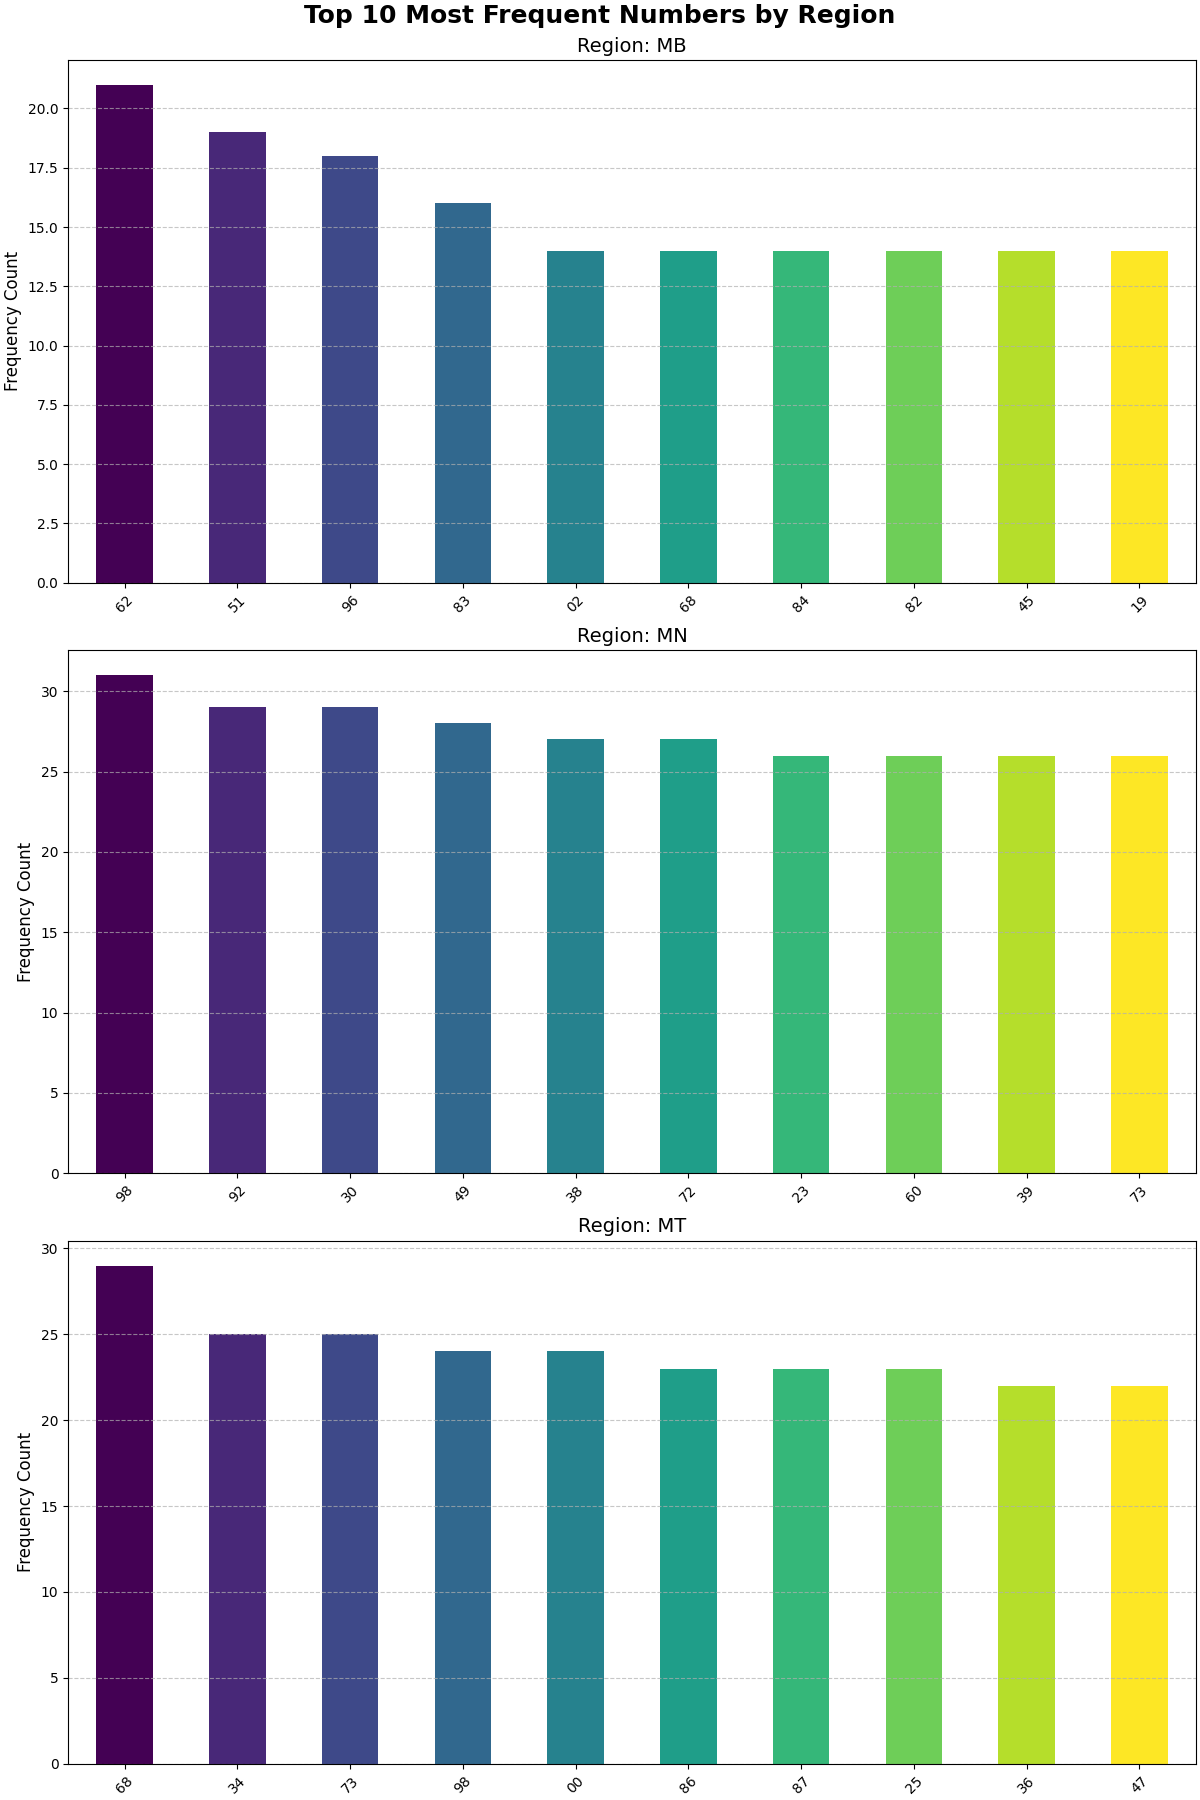 Top 10 Most Frequent Numbers by Region
Region: MB
Frequency Count
20.0
17.5
15.0
12.5
10.0
7.5
5.0
2.5
0.0
62 51 96 83 02 68 84 82 45 19
Region: MN
Frequency Count
30
25
20
15
10
5
0
98 92 30 49 38 72 23 60 39 73
Region: MT
Frequency Count
30
25
20
15
10
5
0
68 34 73 98 00 86 87 25 36 47